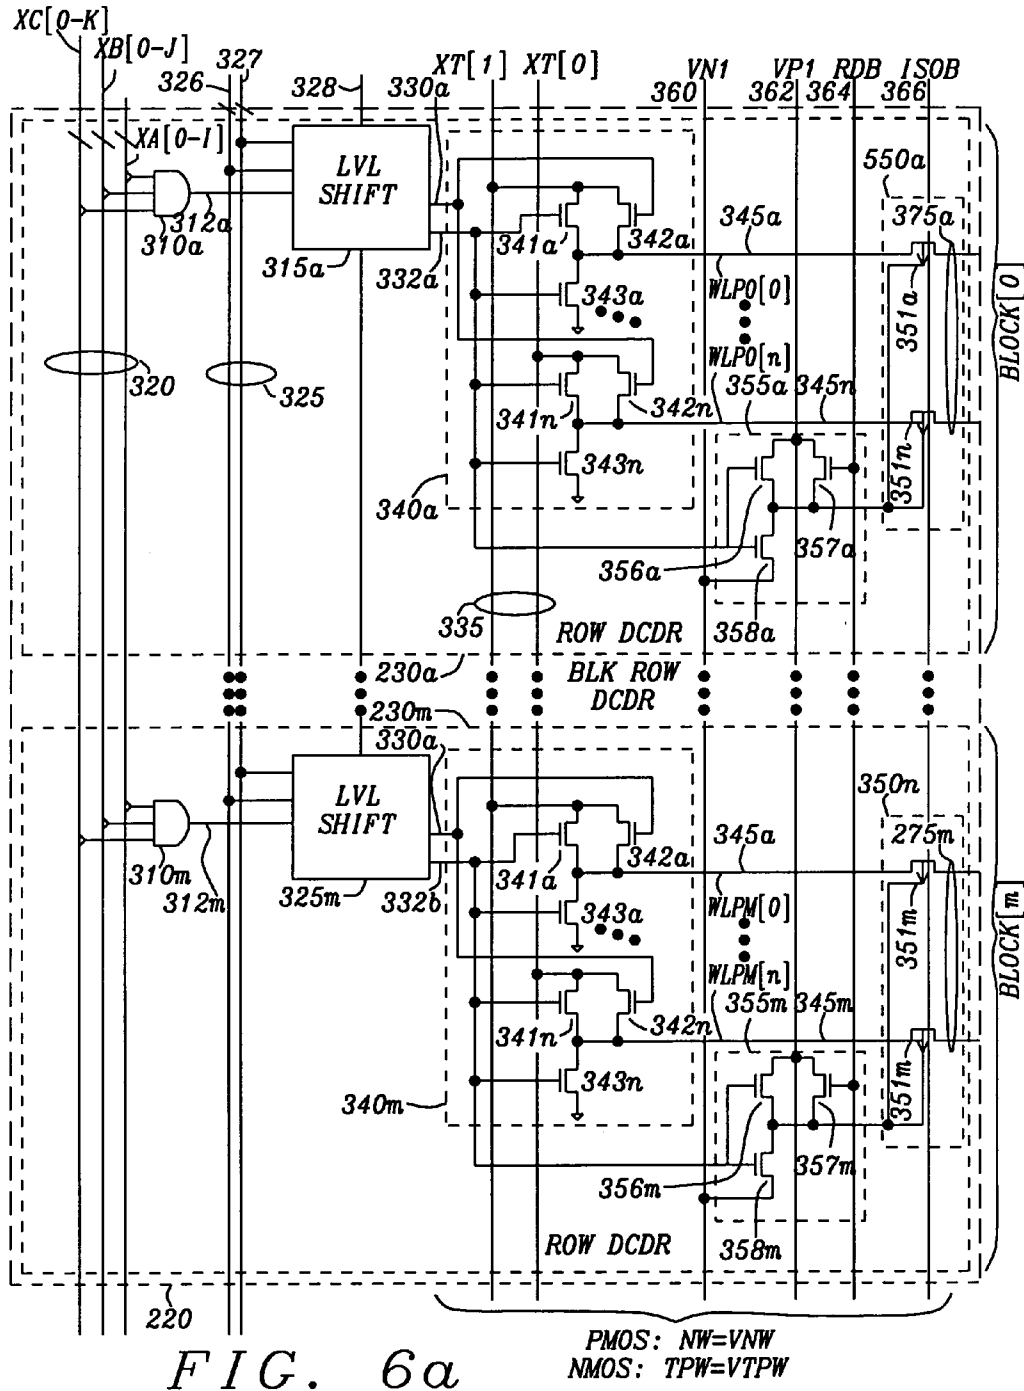 XC[0-K]
XB[0-J]
XA[0-I]
326
327
328
XT[1]
XT[0]
330a
VN1
360
VP1
362
RDB
364
ISOB
366
LVL
SHIFT
315a
312a
310a
332a
341a
342a
343a
345a
WLP0[0]
WLP0[n]
355a
345n
550a
375a
351a
351n
BLOCK[0]
320
325
341n
342n
343n
340a
356a
357a
358a
335
ROW DCDR
230a
BLK ROW
DCDR
230m
330a
LVL
SHIFT
325m
310m
312m
332b
341a
342a
343a
345a
WLPM[0]
WLPM[n]
355m
345m
350n
275m
351m
351m
BLOCK[m]
341n
342n
343n
340m
356m
357m
358m
ROW DCDR
220
PMOS: NW=VNW
NMOS: TPW=VTPW
FIG. 6a